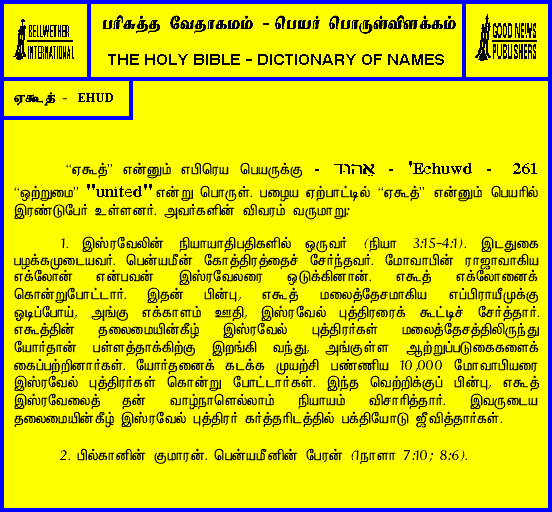 BELLWETHER
INTERNATIONAL
பரிசுத்த வேதாகமம் - பெயர் பொருள்விளக்கம்
THE HOLY BIBLE - DICTIONARY OF NAMES
GOOD NEWS
PUBLISHERS
ஏகூத் - EHUD
“ஏகூத்” என்னும் எபிரெய பெயருக்கு - אהוד - 'Echuwd - 261
“ஒற்றுமை” "united" என்று பொருள். பழைய ஏற்பாட்டில் “ஏகூத்” என்னும் பெயரில்
இரண்டுபேர் உள்ளனர். அவர்களின் விவரம் வருமாறு:
1. இஸ்ரவேலின் நியாயாதிபதிகளில் ஒருவர் (நியா 3:15-4:1). இடதுகை
பழக்கமுடையவர். பென்யமீன் கோத்திரத்தைச் சேர்ந்தவர். மோவாபின் ராஜாவாகிய
எக்லோன் என்பவன் இஸ்ரவேலரை ஒடுக்கினான். எகூத் எக்லோனைக்
கொன்றுபோட்டார். இதன் பின்பு, எகூத் மலைத்தேசமாகிய எப்பிராயீமுக்கு
ஓடிப்போய், அங்கு எக்காளம் ஊதி, இஸ்ரவேல் புத்திரரைக் கூட்டிச் சேர்த்தார்.
எகூத்தின் தலைமையின்கீழ் இஸ்ரவேல் புத்திரர்கள் மலைத்தேசத்திலிருந்து
யோர்தான் பள்ளத்தாக்கிற்கு இறங்கி வந்து, அங்குள்ள ஆற்றுப்படுகைகளைக்
கைப்பற்றினார்கள். யோர்தனைக் கடக்க முயற்சி பண்ணிய 10,000 மோவாபியரை
இஸ்ரவேல் புத்திரர்கள் கொன்று போட்டார்கள். இந்த வெற்றிக்குப் பின்பு, எகூத்
இஸ்ரவேலைத் தன் வாழ்நாளெல்லாம் நியாயம் விசாரித்தார். இவருடைய
தலைமையின்கீழ் இஸ்ரவேல் புத்திரர் கர்த்தரிடத்தில் பக்தியோடு ஜீவித்தார்கள்.
2. பில்கானின் குமாரன். பென்யமீனின் பேரன் (1நாளா 7:10; 8:6).